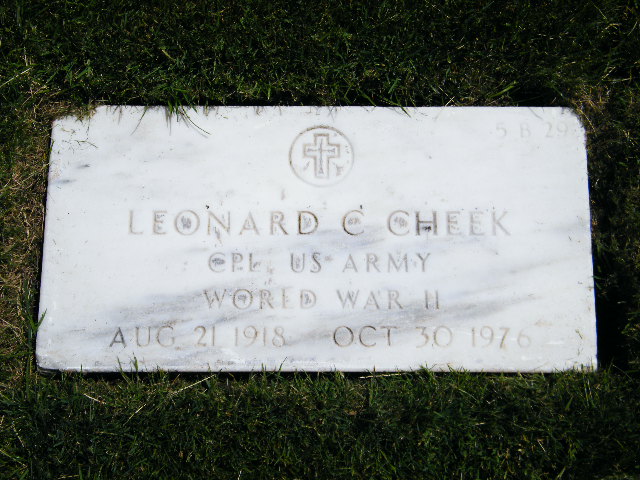 5 B 29
LEONARD C CHEEK
CPL US ARMY
WORLD WAR II
AUG 21 1918 OCT 30 1976